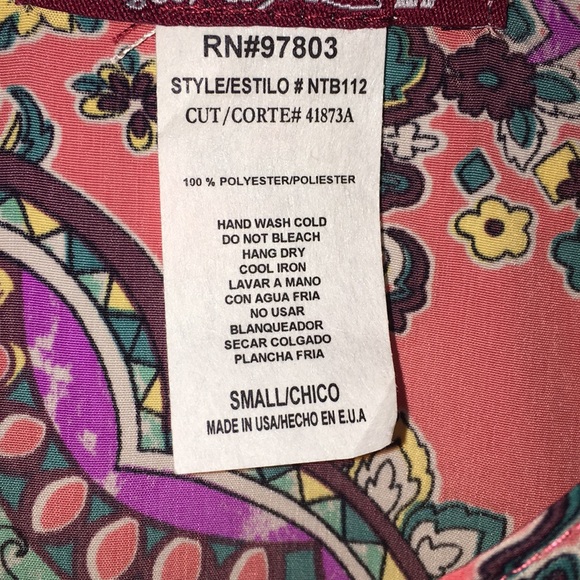 RN#97803
STYLE/ESTILO # NTB112
CUT/CORTE# 41873A
100 % POLYESTER/POLIESTER
HAND WASH COLD
DO NOT BLEACH
HANG DRY
COOL IRON
LAVAR A MANO
CON AGUA FRIA
NO USAR
BLANQUEADOR
SECAR COLGADO
PLANCHA FRIA
SMALL/CHICO
MADE IN USA/HECHO EN E.U.A